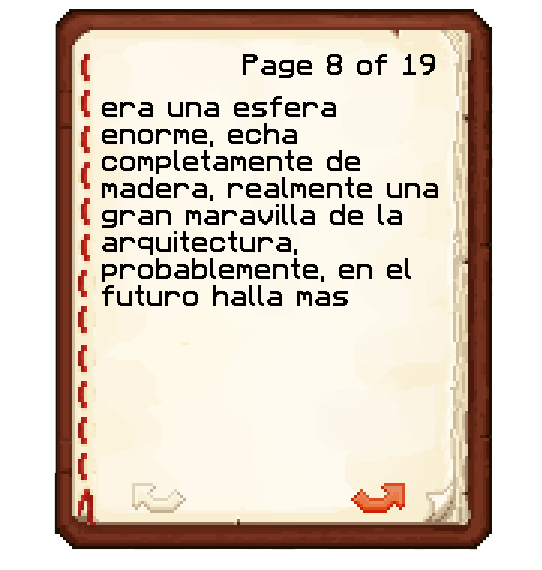 Page 8 of 19
era una esfera
enorme, echa
completamente de
madera, realmente una
gran maravilla de la
arquitectura,
probablemente, en el
futuro halla mas